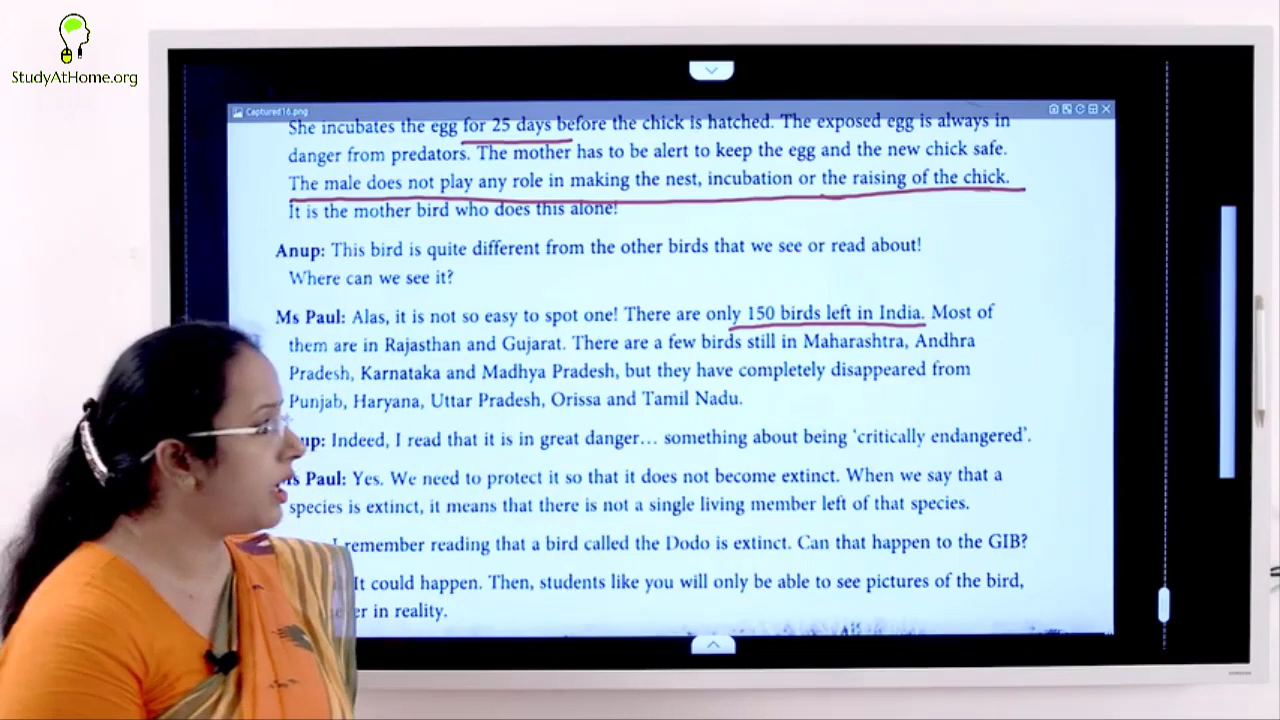 StudyAtHome.org
Captured16.png
She incubates the egg for 25 days before the chick is hatched. The exposed egg is always in
danger from predators. The mother has to be alert to keep the egg and the new chick safe.
The male does not play any role in making the nest, incubation or the raising of the chick.
It is the mother bird who does this alone!
Anup: This bird is quite different from the other birds that we see or read about!
Where can we see it?
Ms Paul: Alas, it is not so easy to spot one! There are only 150 birds left in India. Most of
them are in Rajasthan and Gujarat. There are a few birds still in Maharashtra, Andhra
Pradesh, Karnataka and Madhya Pradesh, but they have completely disappeared from
Punjab, Haryana, Uttar Pradesh, Orissa and Tamil Nadu.
up: Indeed, I read that it is in great danger… something about being ‘critically endangered’.
s Paul: Yes. We need to protect it so that it does not become extinct. When we say that a
species is extinct, it means that there is not a single living member left of that species.
I remember reading that a bird called the Dodo is extinct. Can that happen to the GIB?
It could happen. Then, students like you will only be able to see pictures of the bird,
er in reality.